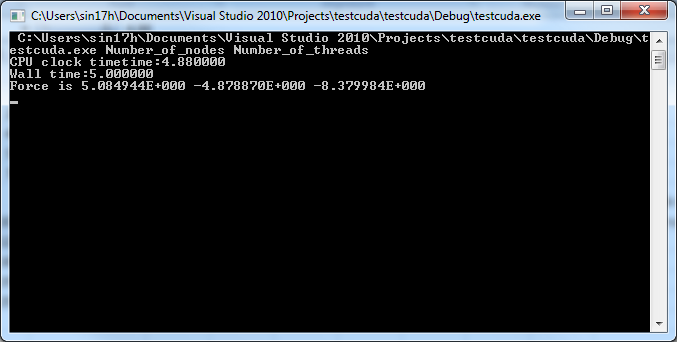 C:\Users\sin17h\Documents\Visual Studio 2010\Projects\testcuda\testcuda\Debug\testcuda.exe
C:\Users\sin17h\Documents\Visual Studio 2010\Projects\testcuda\testcuda\Debug\t
estcuda.exe Number_of_nodes Number_of_threads
CPU clock timetime:4.880000
Wall time:5.000000
Force is 5.084944E+000 -4.878870E+000 -8.379984E+000